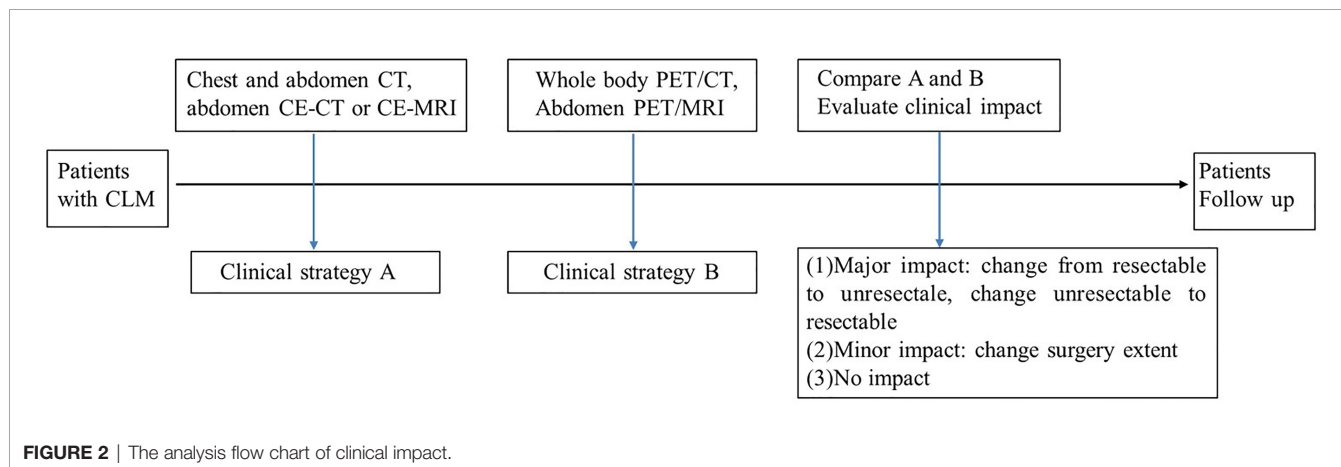 Chest and abdomen CT,
abdomen CE-CT or CE-MRI
Whole body PET/CT,
Abdomen PET/MRI
Compare A and B
Evaluate clinical impact
Patients
with CLM
Patients
Follow up
Clinical strategy A
Clinical strategy B
(1)Major impact: change from resectable
to unresectale, change unresectable to
resectable
(2)Minor impact: change surgery extent
(3)No impact
FIGURE 2 | The analysis flow chart of clinical impact.